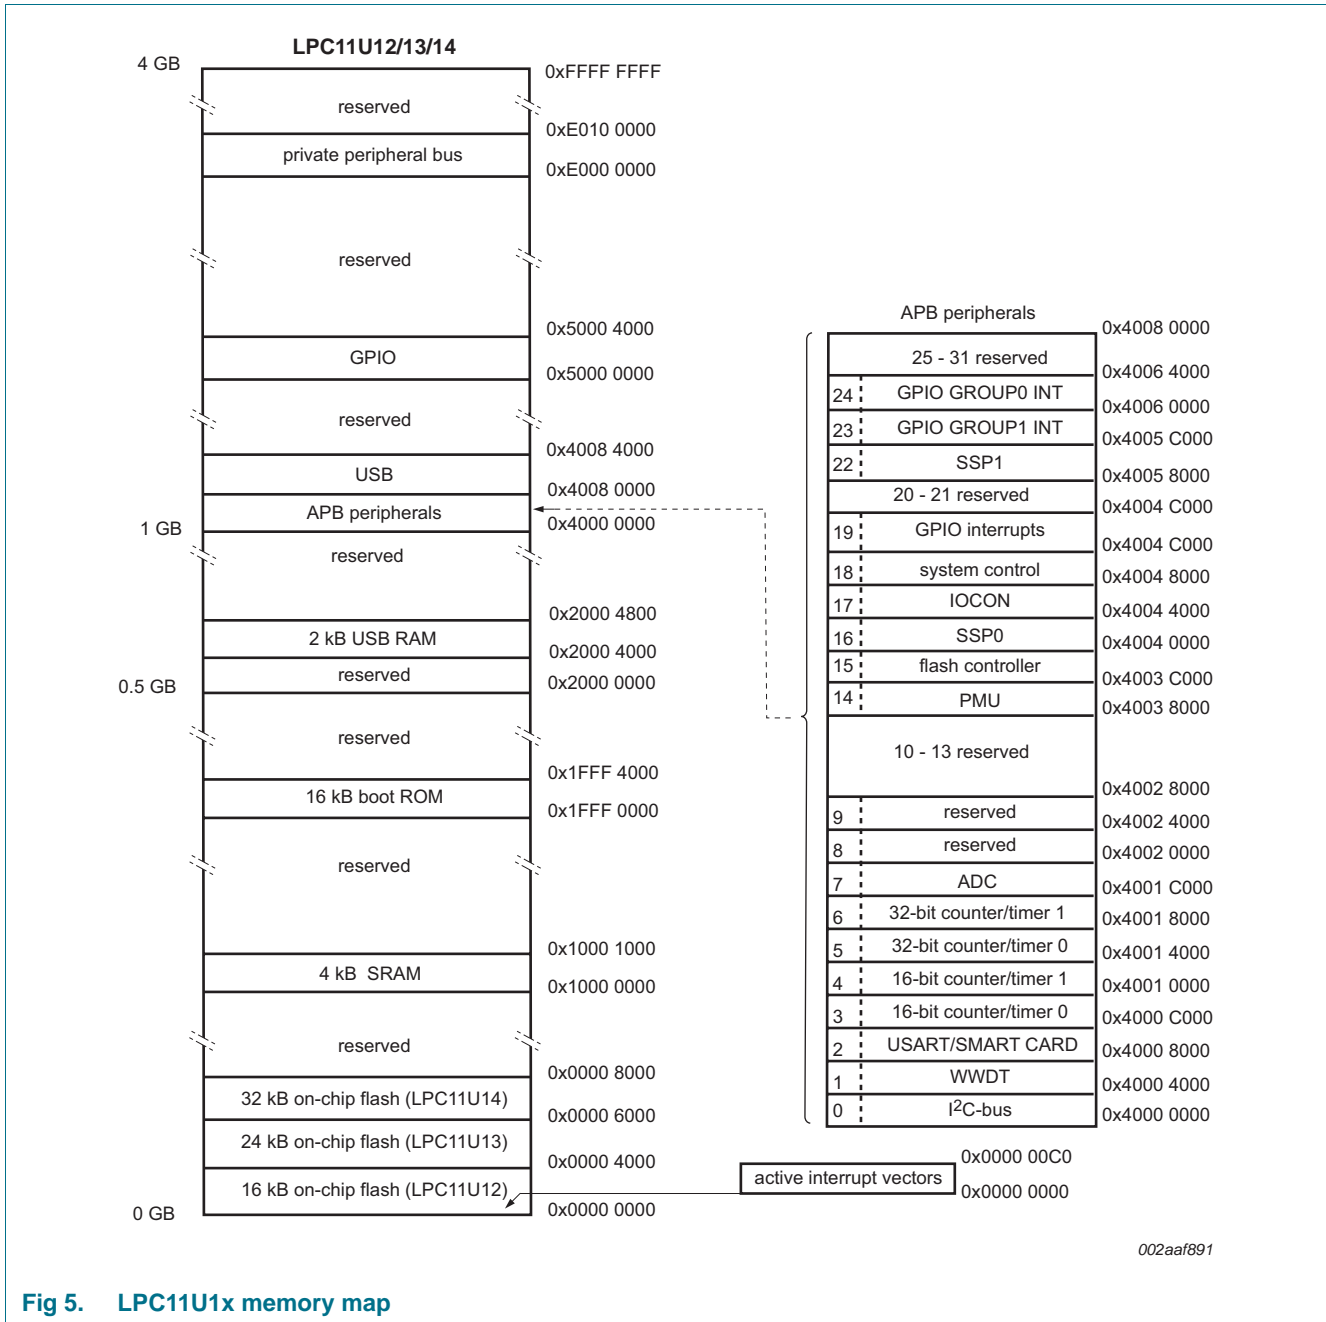 LPC11U12/13/14
4 GB
0xFFFF FFFF
reserved
0xE010 0000
private peripheral bus
0xE000 0000
reserved
0x5000 4000
GPIO
0x5000 0000
reserved
0x4008 4000
USB
0x4008 0000
APB peripherals
0x4000 0000
1 GB
reserved
0x2000 4800
2 kB USB RAM
0x2000 4000
reserved
0x2000 0000
0.5 GB
reserved
0x1FFF 4000
16 kB boot ROM
0x1FFF 0000
reserved
0x1000 1000
4 kB SRAM
0x1000 0000
reserved
0x0000 8000
32 kB on-chip flash (LPC11U14)
0x0000 6000
24 kB on-chip flash (LPC11U13)
0x0000 4000
16 kB on-chip flash (LPC11U12)
0x0000 0000
0 GB
APB peripherals
0x4008 0000
25 - 31 reserved
0x4006 4000
24 GPIO GROUP0 INT
0x4006 0000
23 GPIO GROUP1 INT
0x4005 C000
22 SSP1
0x4005 8000
20 - 21 reserved
0x4004 C000
19 GPIO interrupts
0x4004 C000
18 system control
0x4004 8000
17 IOCON
0x4004 4000
16 SSP0
0x4004 0000
15 flash controller
0x4003 C000
14 PMU
0x4003 8000
10 - 13 reserved
0x4002 8000
9 reserved
0x4002 4000
8 reserved
0x4002 0000
7 ADC
0x4001 C000
6 32-bit counter/timer 1
0x4001 8000
5 32-bit counter/timer 0
0x4001 4000
4 16-bit counter/timer 1
0x4001 0000
3 16-bit counter/timer 0
0x4000 C000
2 USART/SMART CARD
0x4000 8000
1 WWDT
0x4000 4000
0 I2C-bus
0x4000 0000
0x0000 00C0
active interrupt vectors
0x0000 0000
002aaf891
Fig 5. LPC11U1x memory map